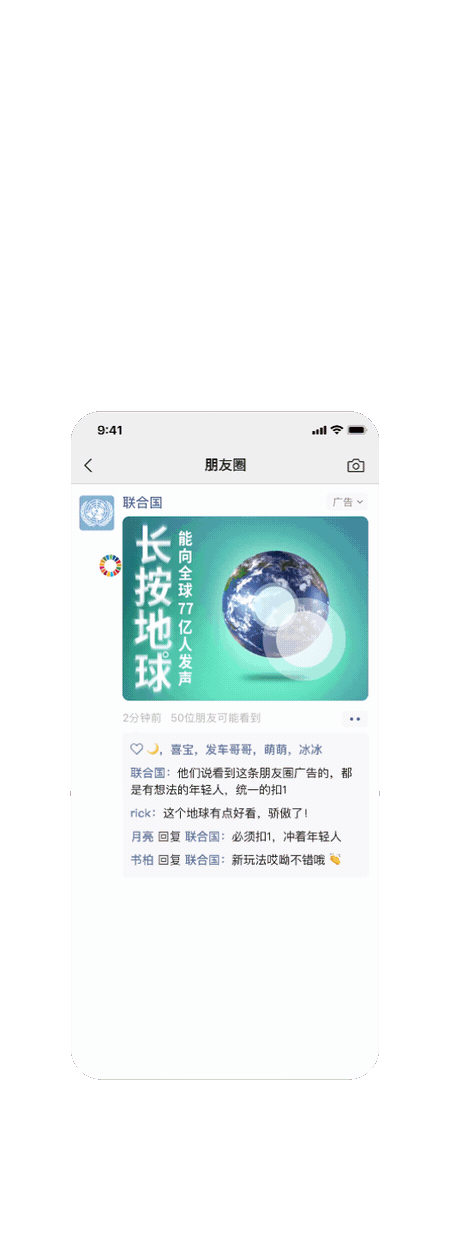 9:41
朋友圈
联合国
广告
长按地球
能向全球77亿人发声
2分钟前 50位朋友可能看到
🌙，喜宝，发车哥哥，萌萌，冰冰
联合国：他们说看到这条朋友圈广告的，都
是有想法的年轻人，统一的扣1
rick：这个地球有点好看，骄傲了！
月亮 回复 联合国：必须扣1，冲着年轻人
书柏 回复 联合国：新玩法哎呦不错哦 👏